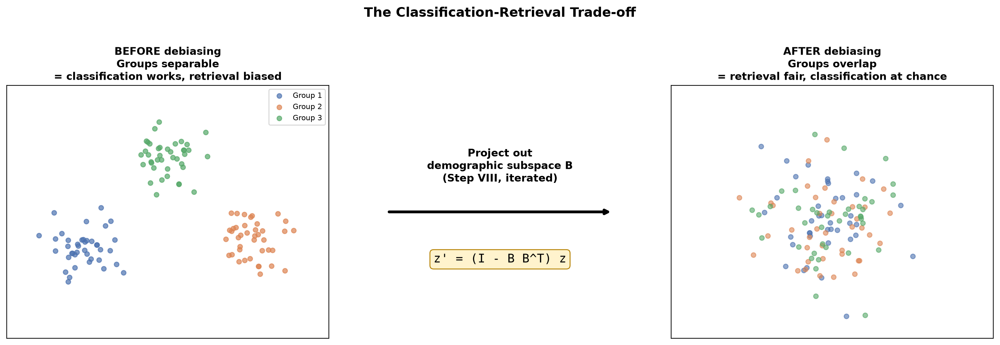 The Classification-Retrieval Trade-off
BEFORE debiasing
Groups separable
= classification works, retrieval biased
Group 1
Group 2
Group 3
Project out
demographic subspace B
(Step VIII, iterated)
z' = (I - B B^T) z
AFTER debiasing
Groups overlap
= retrieval fair, classification at chance